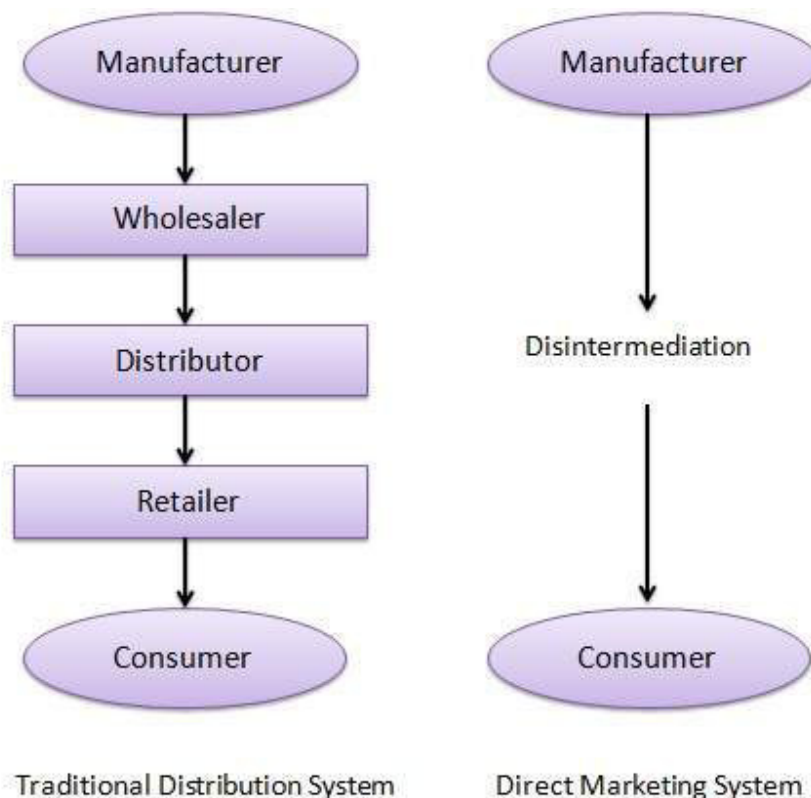 Manufacturer
Wholesaler
Distributor
Retailer
Consumer
Traditional Distribution System
Manufacturer
Disintermediation
Consumer
Direct Marketing System